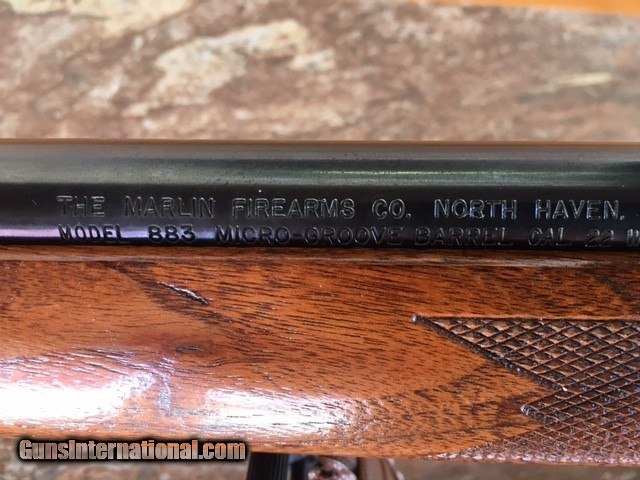 THE MARLIN FIREARMS CO. NORTH HAVEN.
MODEL 883 MICRO-GROOVE BARREL CAL. 22 W
GunsInternational.com